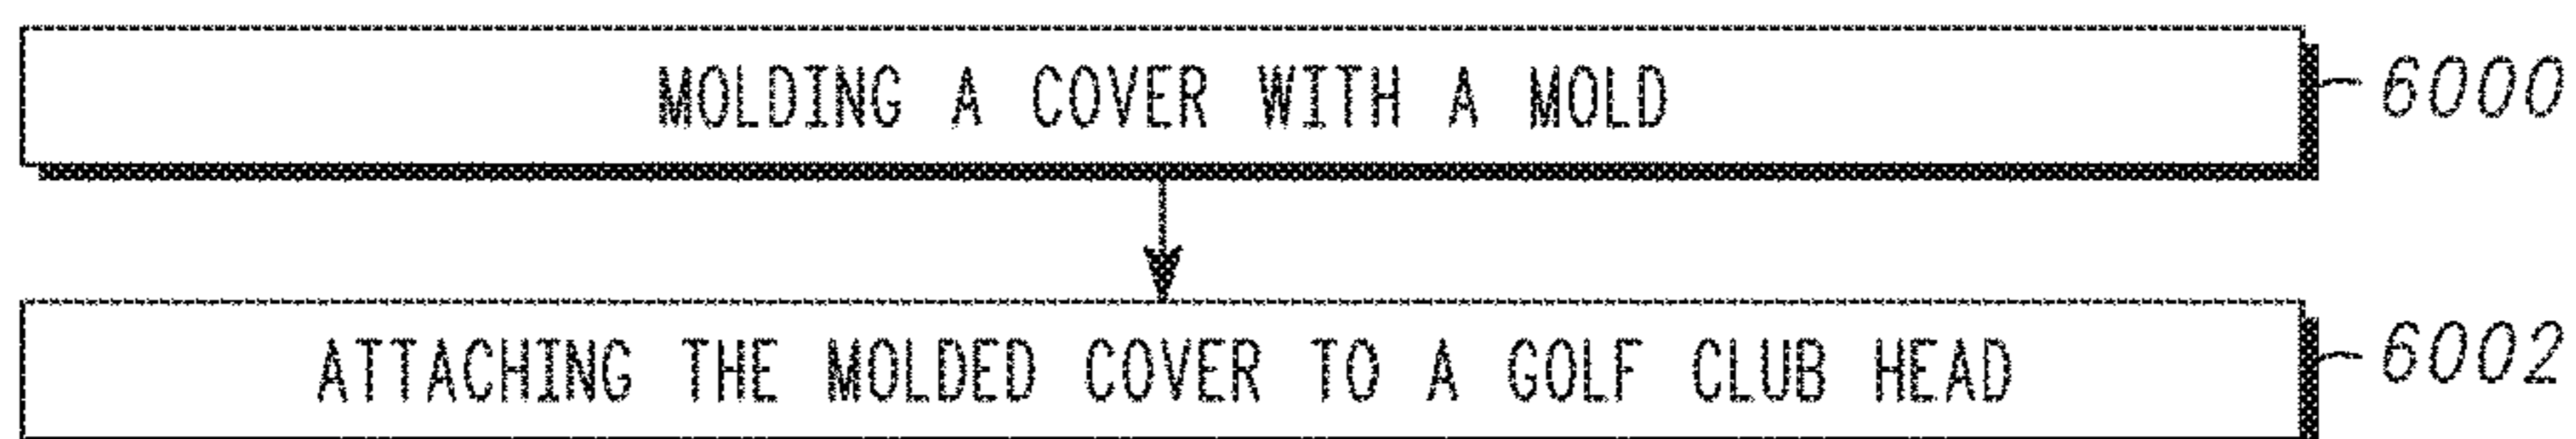 MOLDING A COVER WITH A MOLD
6000
ATTACHING THE MOLDED COVER TO A GOLF CLUB HEAD
6002